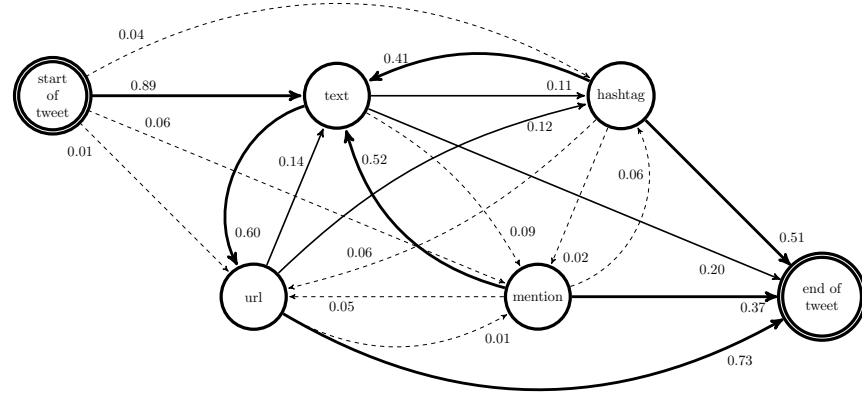 0.04
0.41
start
of
tweet
0.89
text
0.11
hashtag
0.12
0.06
0.01
0.14
0.52
0.06
0.60
0.09
0.06
0.02
0.51
0.20
url
mention
end of
tweet
0.05
0.37
0.01
0.73